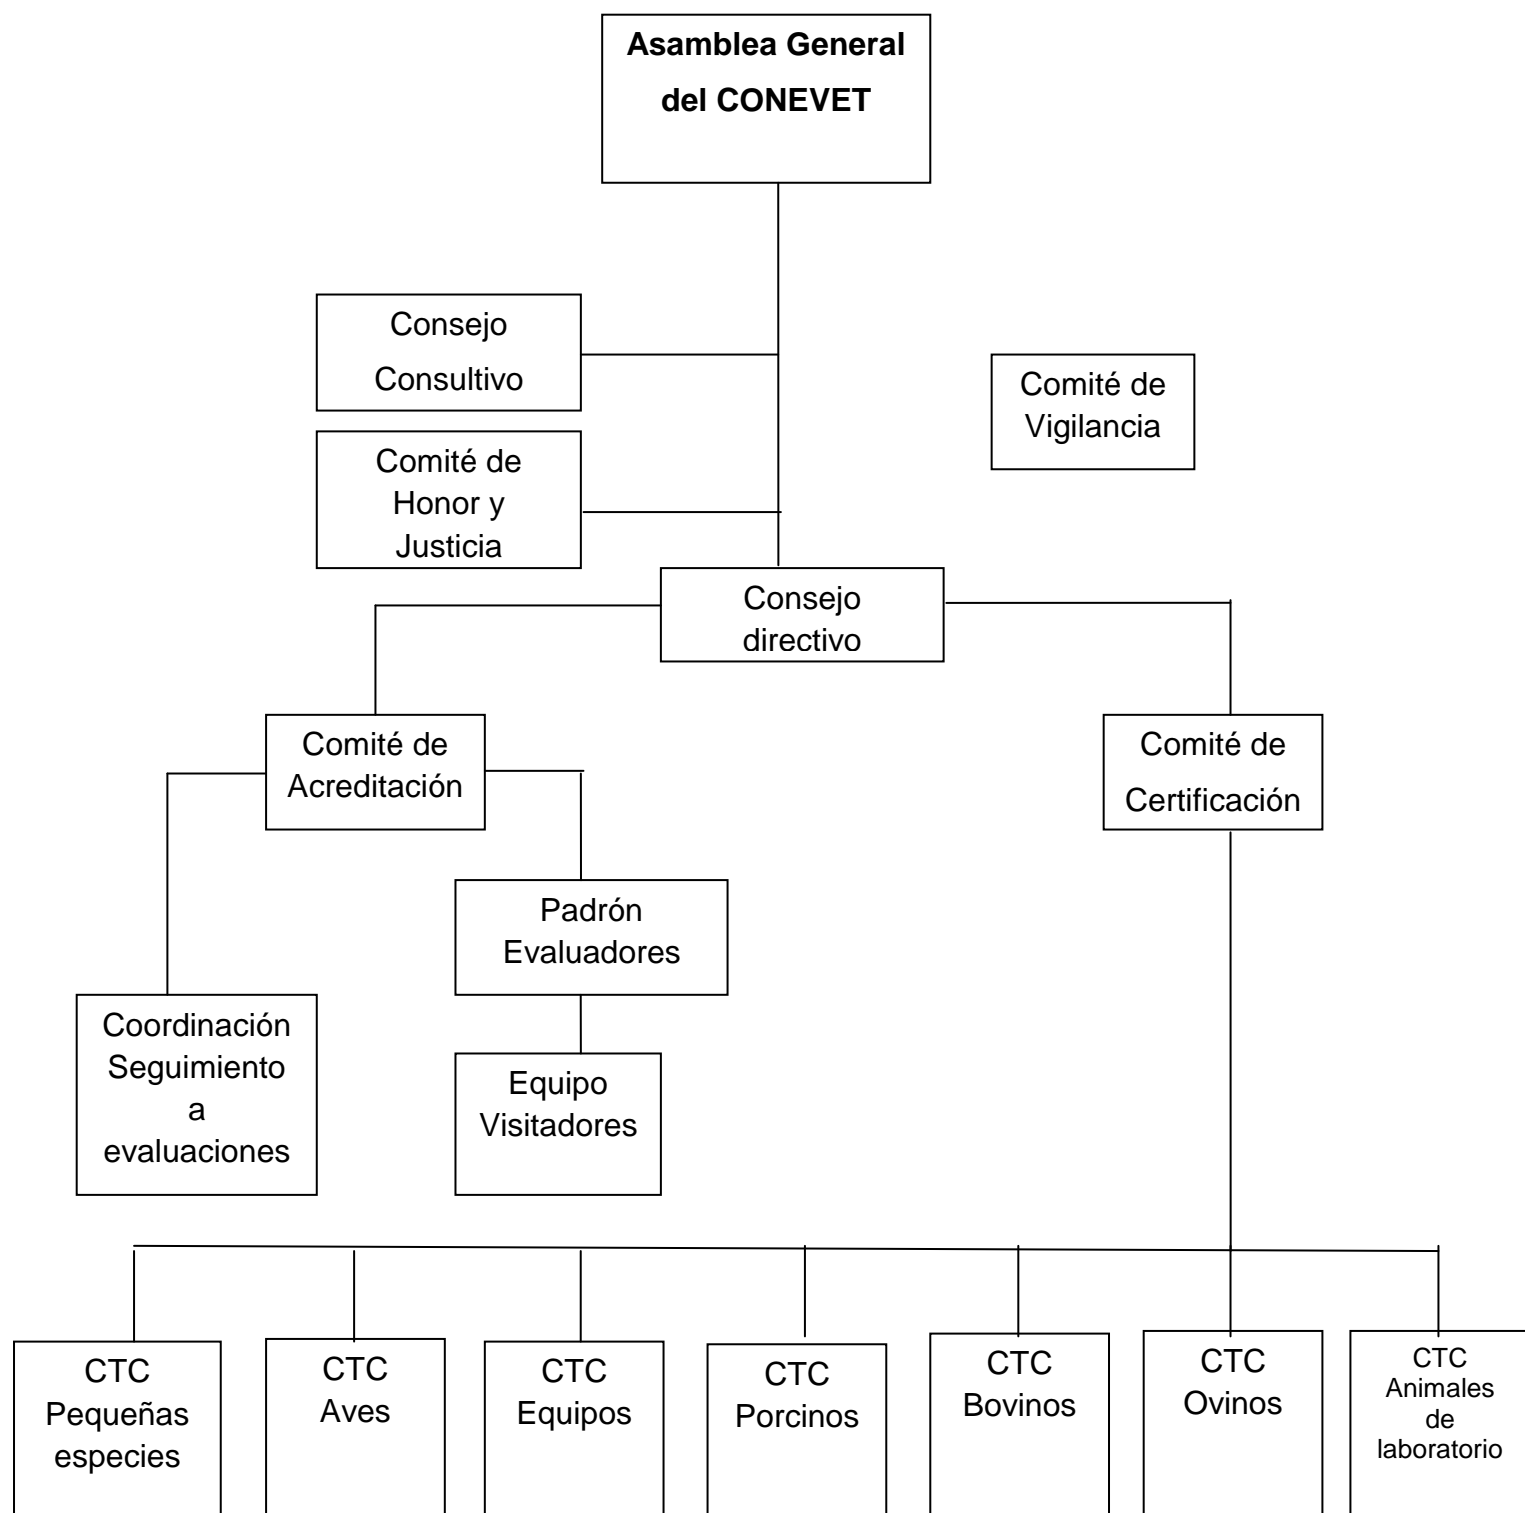 Asamblea General
del CONEVET
Consejo
Consultivo
Comité de
Vigilancia
Comité de
Honor y
Justicia
Consejo
directivo
Comité de
Acreditación
Comité de
Certificación
Padrón
Evaluadores
Coordinación
Seguimiento
a
evaluaciones
Equipo
Visitadores
CTC
Pequeñas
especies
CTC
Aves
CTC
Equipos
CTC
Porcinos
CTC
Bovinos
CTC
Ovinos
CTC
Animales
de
laboratorio